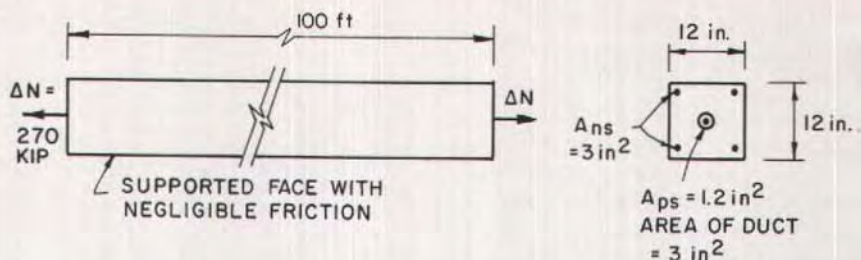 100 ft
ΔN =
270
KIP
ΔN
SUPPORTED FACE WITH
NEGLIGIBLE FRICTION
12 in.
12 in.
Ans
= 3 in²
Aps = 1.2 in²
AREA OF DUCT
= 3 in²